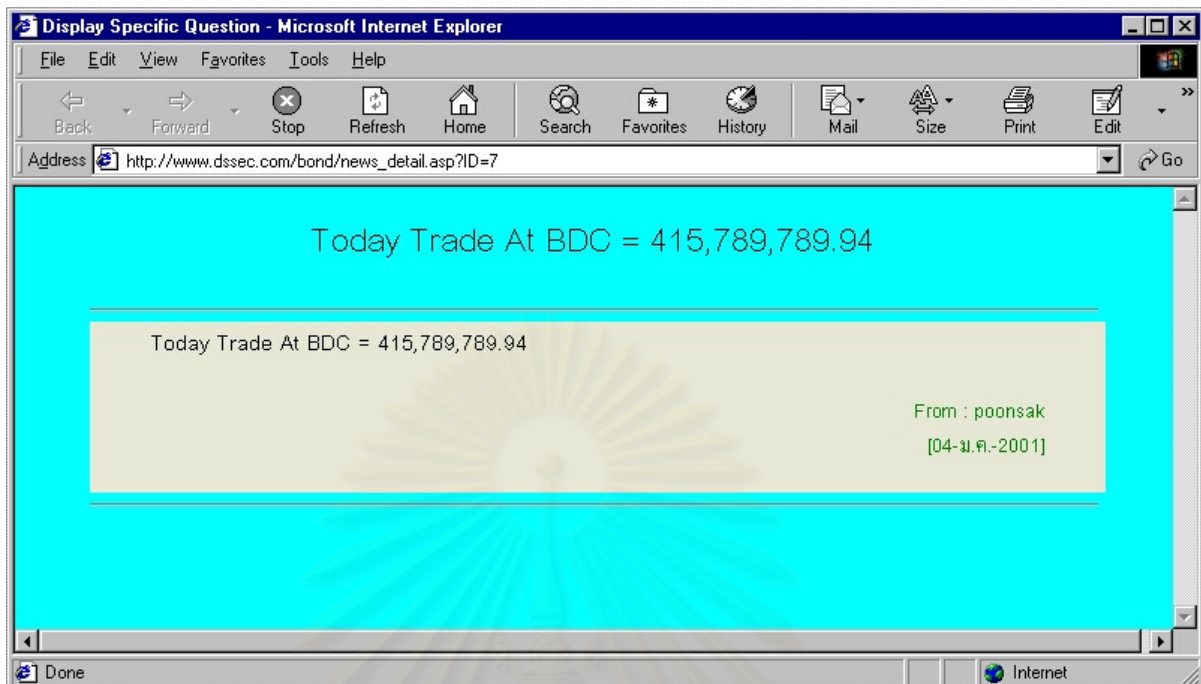 Display Specific Question - Microsoft Internet Explorer
File Edit View Favorites Tools Help
Back Forward Stop Refresh Home Search Favorites History Mail Size Print Edit »
Address http://www.dssec.com/bond/news_detail.asp?ID=7 Go
Today Trade At BDC = 415,789,789.94
Today Trade At BDC = 415,789,789.94
From : poonsak
[04-ม.ค.-2001]
Done Internet